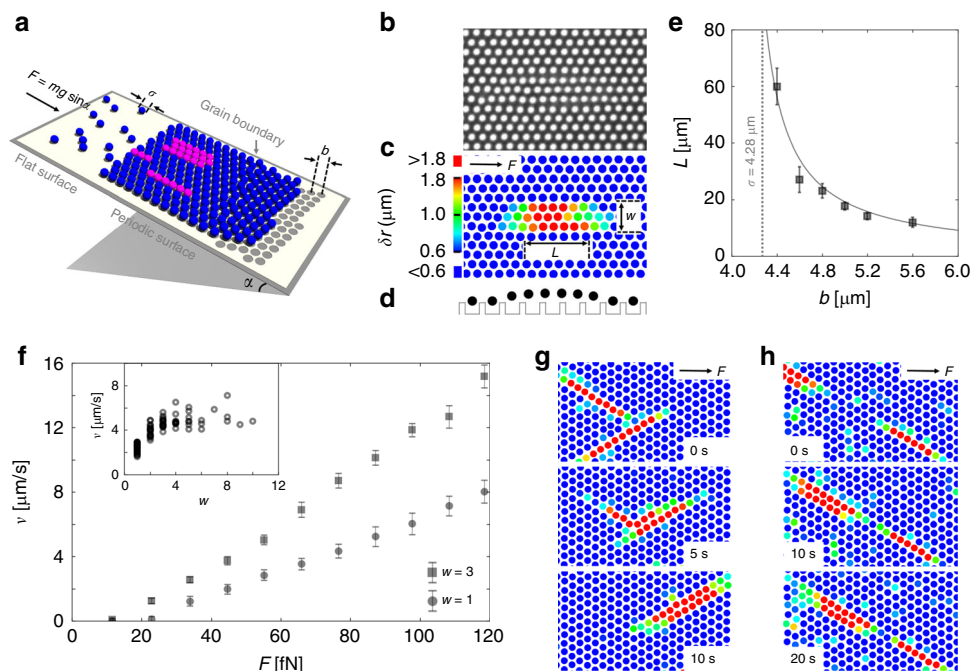 a
F = mg sinα
σ
Grain boundary
b
Flat surface
Periodic surface
α
b
c
F
>1.8
1.8
1.0
0.6
<0.6
δr (μm)
w
L
d
e
80
60
40
20
0
L [μm]
σ = 4.28 μm
4.0
4.4
4.8
5.2
5.6
6.0
b [μm]
f
16
12
8
4
0
v [μm/s]
8
4
0
v [μm/s]
0
4
8
12
w
w = 3
w = 1
0
20
40
60
80
100
120
F [fN]
g
F
0 s
5 s
10 s
h
F
0 s
10 s
20 s